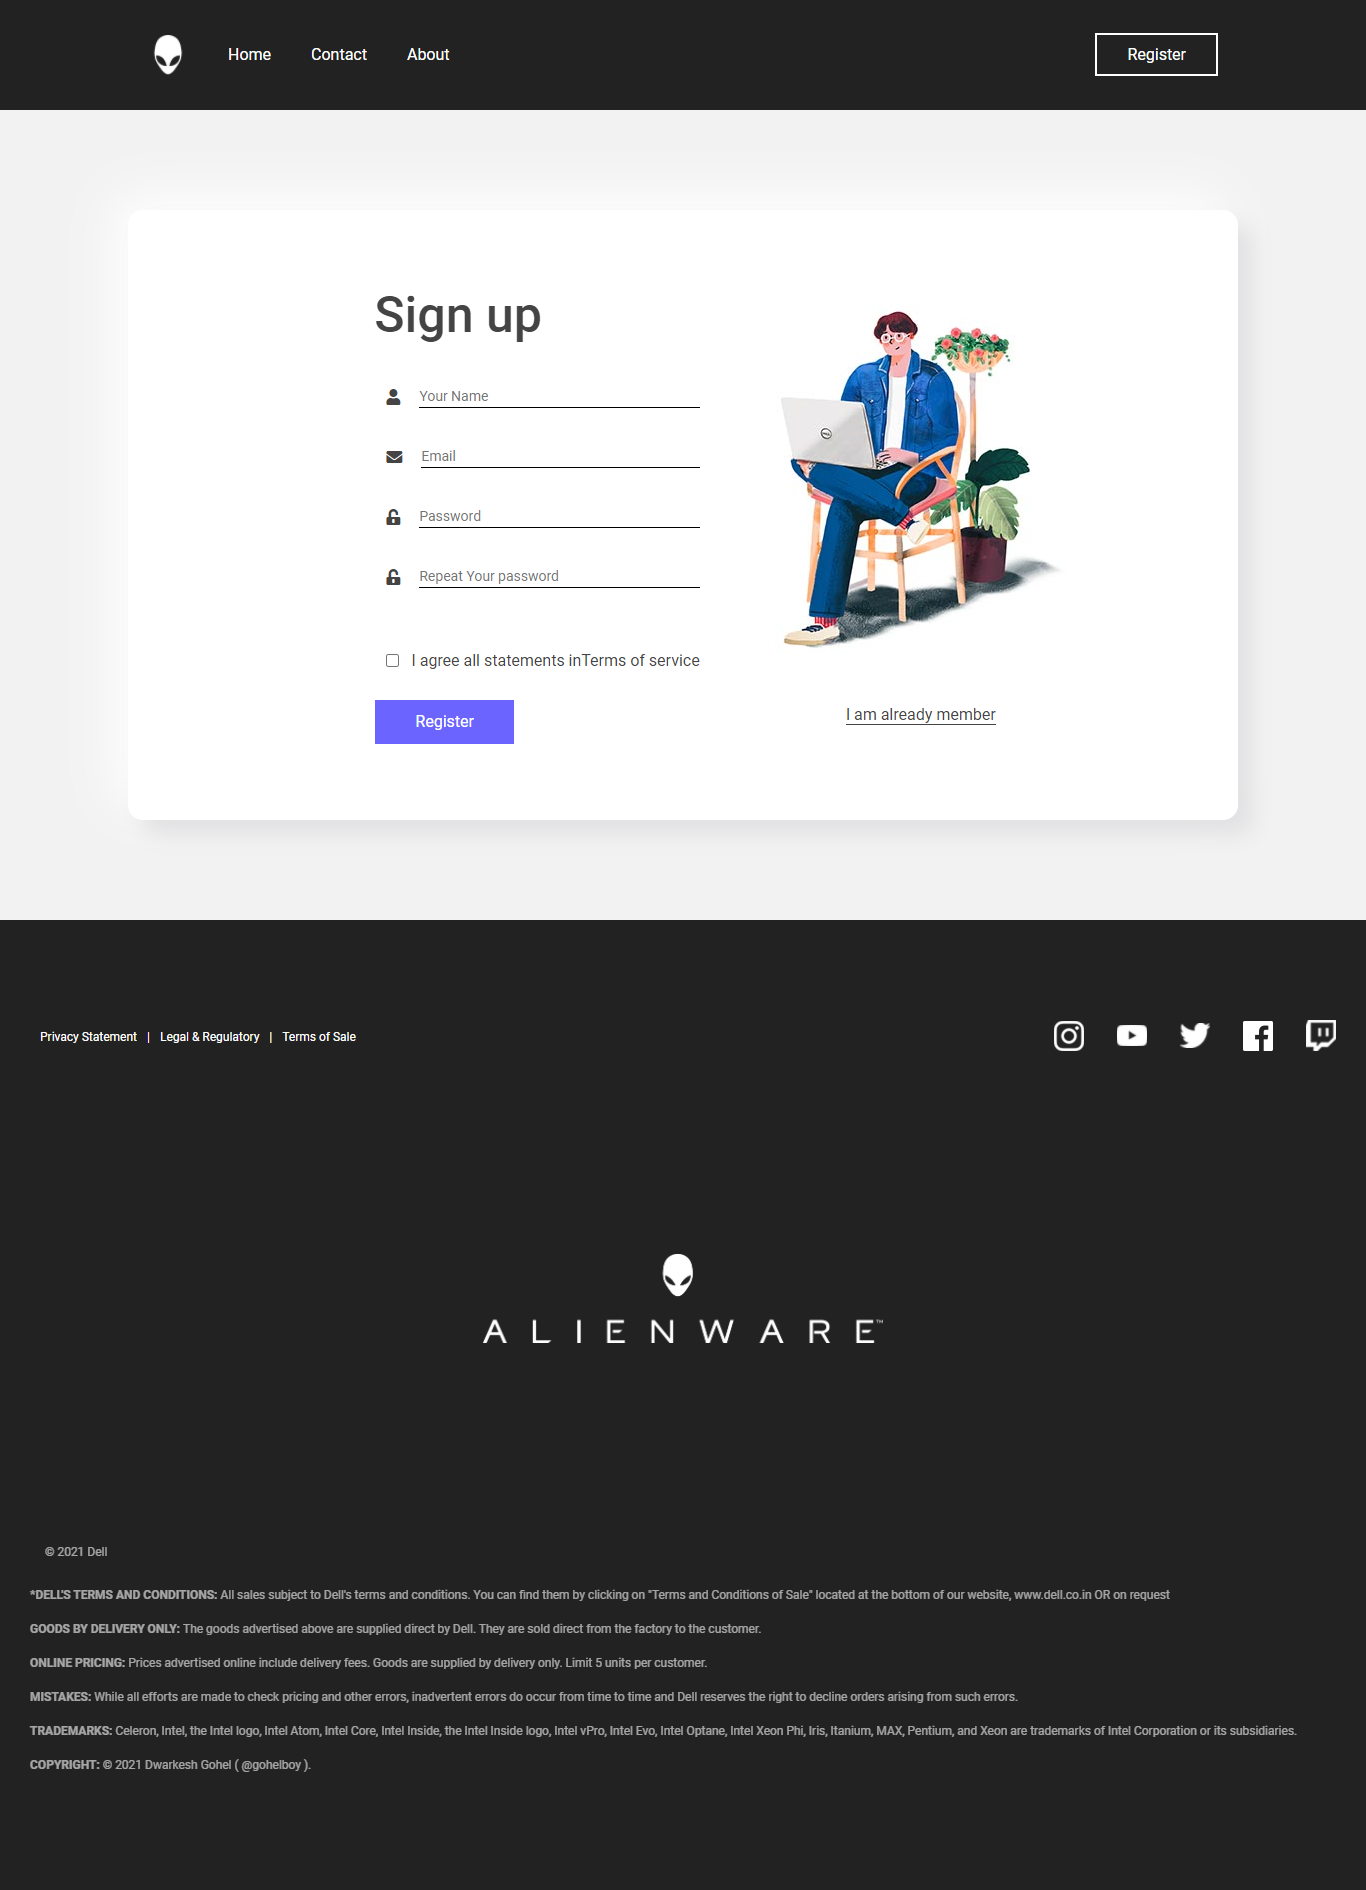 Home Contact About Register
Sign up
Your Name
Email
Password
Repeat Your password
I agree all statements inTerms of service
Register
I am already member
Privacy Statement | Legal & Regulatory | Terms of Sale
ALIENWARE™
© 2021 Dell
*DELL'S TERMS AND CONDITIONS: All sales subject to Dell's terms and conditions. You can find them by clicking on "Terms and Conditions of Sale" located at the bottom of our website, www.dell.co.in OR on request
GOODS BY DELIVERY ONLY: The goods advertised above are supplied direct by Dell. They are sold direct from the factory to the customer.
ONLINE PRICING: Prices advertised online include delivery fees. Goods are supplied by delivery only. Limit 5 units per customer.
MISTAKES: While all efforts are made to check pricing and other errors, inadvertent errors do occur from time to time and Dell reserves the right to decline orders arising from such errors.
TRADEMARKS: Celeron, Intel, the Intel logo, Intel Atom, Intel Core, Intel Inside, the Intel Inside logo, Intel vPro, Intel Evo, Intel Optane, Intel Xeon Phi, Iris, Itanium, MAX, Pentium, and Xeon are trademarks of Intel Corporation or its subsidiaries.
COPYRIGHT: © 2021 Dwarkesh Gohel ( @gohelboy ).